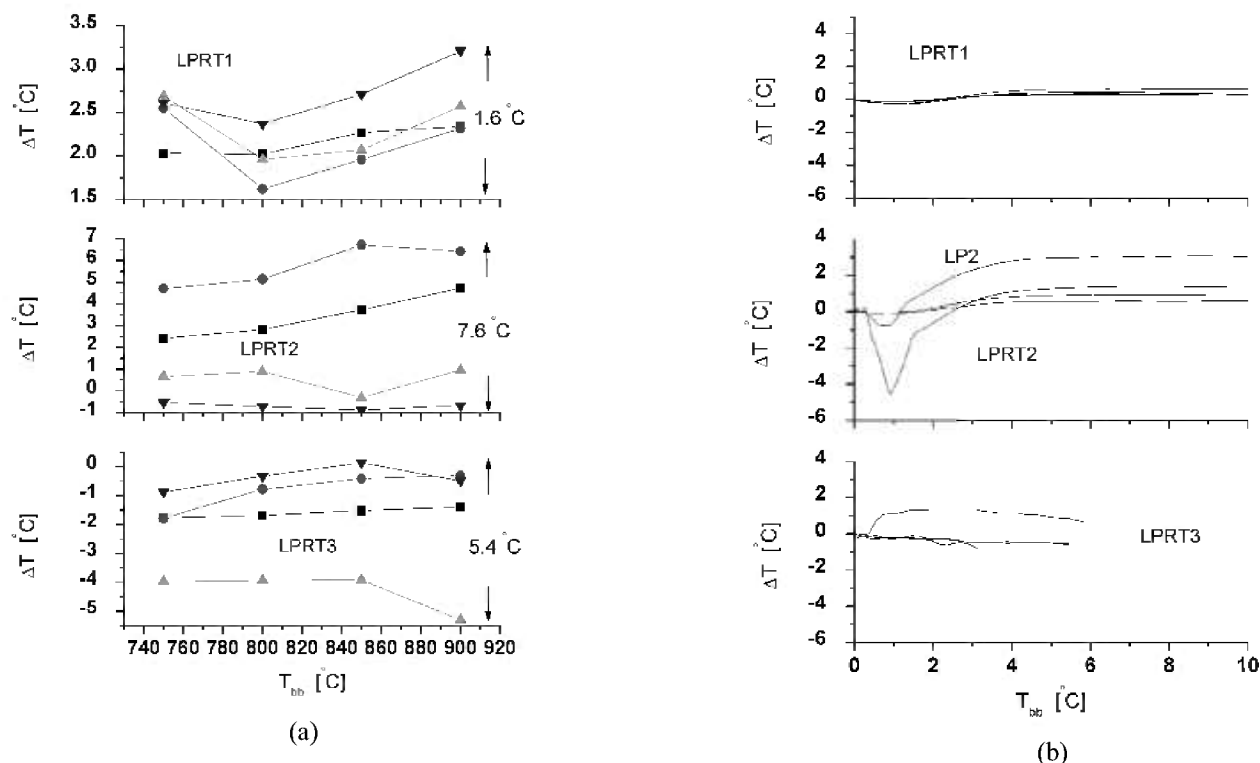 3.5
3.0
2.5
2.0
1.5
ΔT [°C]
LPRT1
1.6 °C
7
6
5
4
3
2
1
0
-1
ΔT [°C]
LPRT2
7.6 °C
0
-1
-2
-3
-4
-5
ΔT [°C]
LPRT3
5.4 °C
740 760 780 800 820 840 860 880 900 920
T_bb [°C]
(a)
4
2
0
-2
-4
-6
ΔT [°C]
LPRT1
4
2
0
-2
-4
-6
ΔT [°C]
LP2
LPRT2
4
2
0
-2
-4
-6
ΔT [°C]
LPRT3
0 2 4 6 8 10
T_bb [°C]
(b)